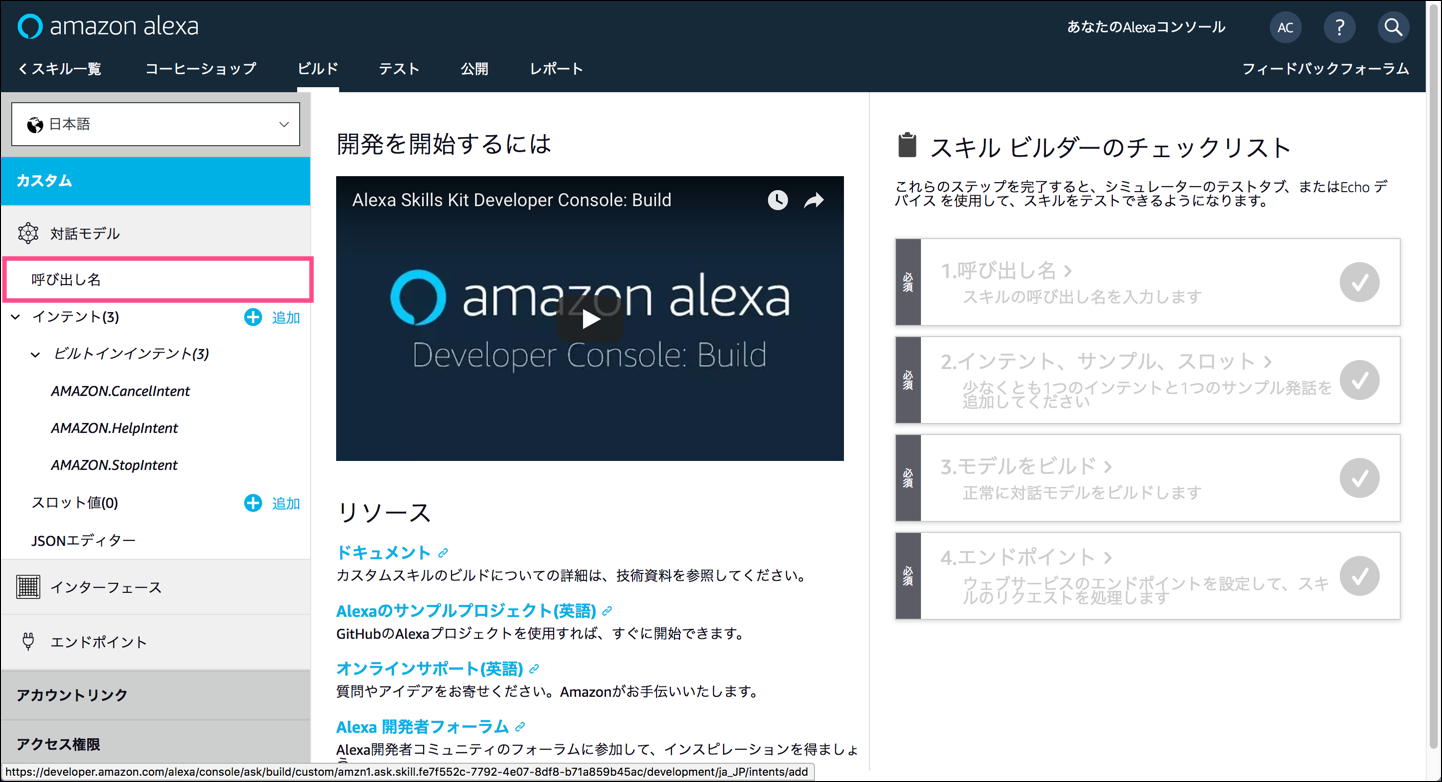 amazon alexa
あなたのAlexaコンソール
AC
?
スキル一覧
コーヒーショップ
ビルド
テスト
公開
レポート
フィードバックフォーラム
日本語
カスタム
対話モデル
呼び出し名
インテント(3)
追加
ビルトインインテント(3)
AMAZON.CancelIntent
AMAZON.HelpIntent
AMAZON.StopIntent
スロット値(0)
追加
JSONエディター
インターフェース
エンドポイント
アカウントリンク
アクセス権限
開発を開始するには
Alexa Skills Kit Developer Console: Build
amazon alexa
Developer Console: Build
リソース
ドキュメント
カスタムスキルのビルドについての詳細は、技術資料を参照してください。
Alexaのサンプルプロジェクト(英語)
GitHubのAlexaプロジェクトを使用すれば、すぐに開始できます。
オンラインサポート(英語)
質問やアイデアをお寄せください。Amazonがお手伝いいたします。
Alexa 開発者フォーラム
Alexa開発者コミュニティのフォーラムに参加して、インスピレーションを得ましょ
スキル ビルダーのチェックリスト
これらのステップを完了すると、シミュレーターのテストタブ、またはEcho デ
バイス を使用して、スキルをテストできるようになります。
必須
1.呼び出し名
スキルの呼び出し名を入力します
必須
2.インテント、サンプル、スロット
少なくとも1つのインテントと1つのサンプル発話を
追加してください
必須
3.モデルをビルド
正常に対話モデルをビルドします
必須
4.エンドポイント
ウェブサービスのエンドポイントを設定して、スキ
ルのリクエストを処理します
https://developer.amazon.com/alexa/console/ask/build/custom/amzn1.ask.skill.fe7f552c-7792-4e07-8df8-b71a859b45ac/development/ja_JP/intents/add